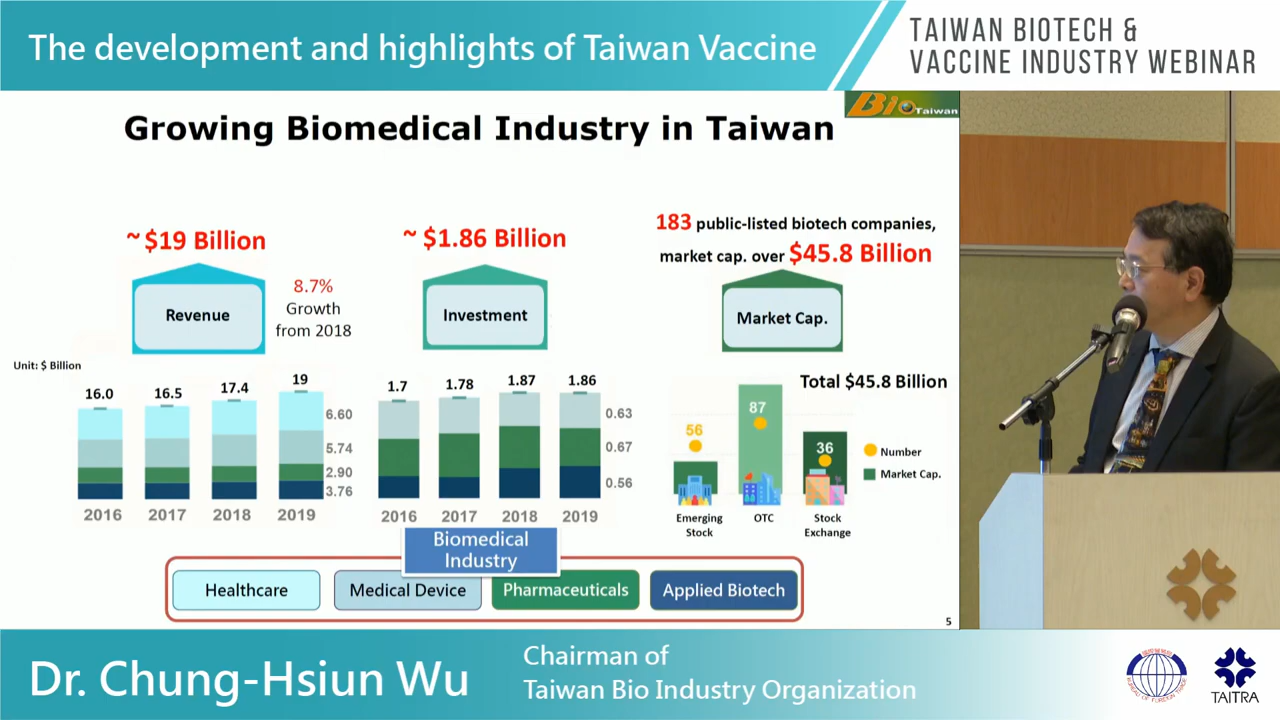 The development and highlights of Taiwan Vaccine
TAIWAN BIOTECH &
VACCINE INDUSTRY WEBINAR
BioTaiwan
Growing Biomedical Industry in Taiwan
~ $19 Billion
Revenue
8.7%
Growth
from 2018
~ $1.86 Billion
Investment
183 public-listed biotech companies,
market cap. over $45.8 Billion
Market Cap.
Unit: $ Billion
16.0
16.5
17.4
19
6.60
5.74
2.90
3.76
2016
2017
2018
2019
1.7
1.78
1.87
1.86
0.63
0.67
0.56
2016
2017
2018
2019
Total $45.8 Billion
56
87
36
Number
Market Cap.
Emerging
Stock
OTC
Stock
Exchange
Biomedical
Industry
Healthcare
Medical Device
Pharmaceuticals
Applied Biotech
5
Dr. Chung-Hsiun Wu
Chairman of
Taiwan Bio Industry Organization
BUREAU OF FOREIGN TRADE
TAITRA